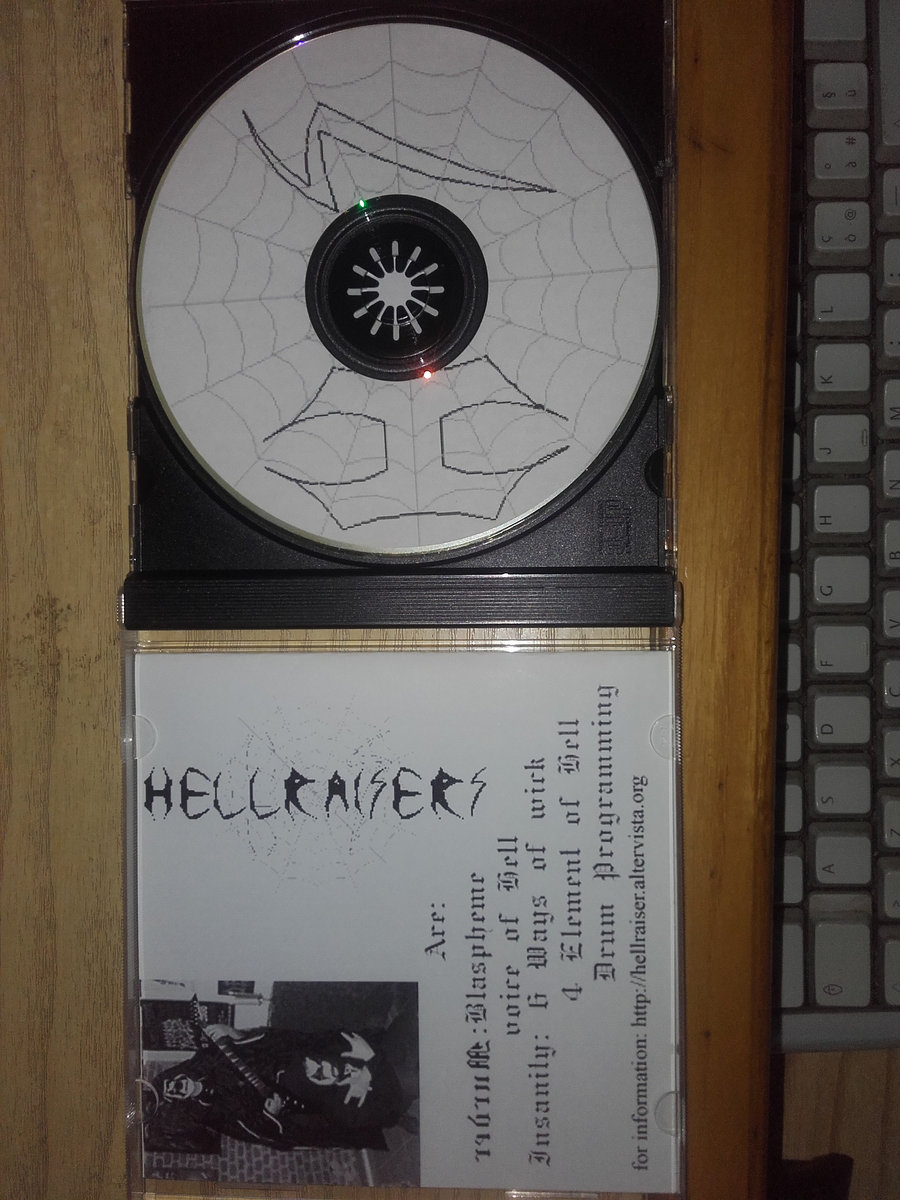 HELLRAISERS
Are:
:Blaspheme
voice of Hell
Insanity: 6 Ways of wick
4 Element of Hell
Drum Programming
for information: http://hellraiser.altervista.org
A S D F G H J K L ç ò @ ° à # § ù
Z X C V B N M